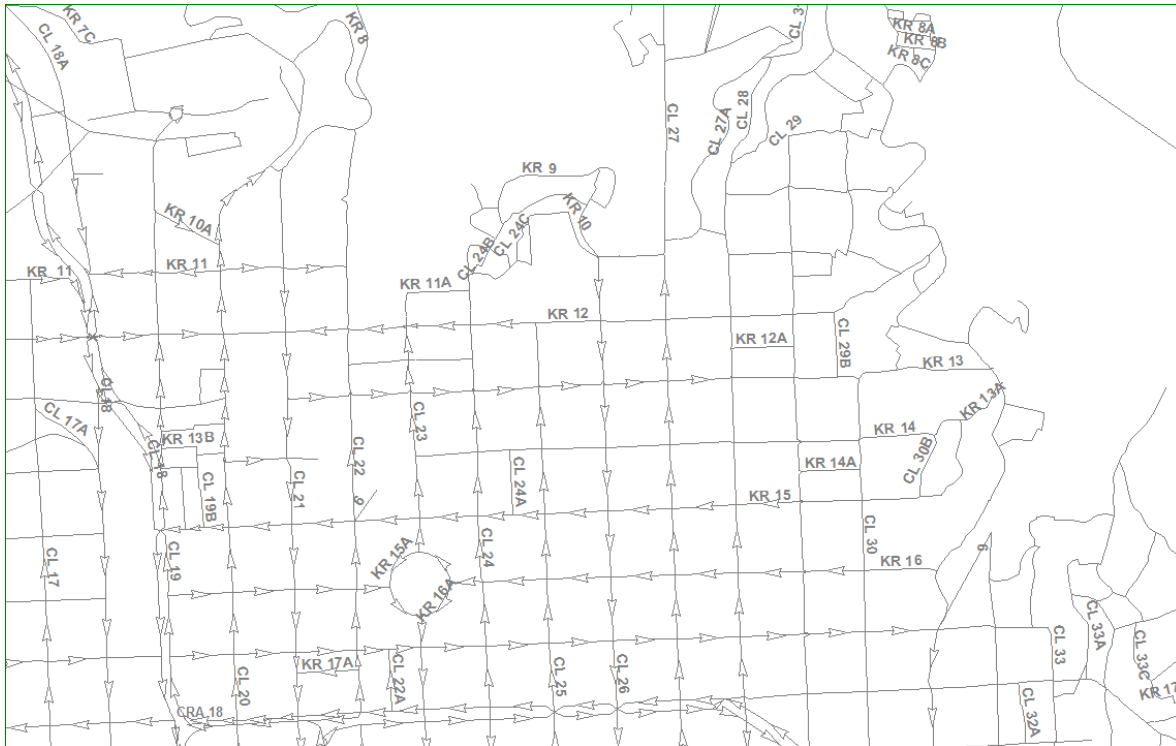 KR 7C
KR 8
CL 3
KR 8A
KR 8B
KR 8C
CL 18A
CL 27
CL 27A
CL 28
CL 29
KR 9
KR 10
KR 10A
CL 24C
CL 24B
KR 11
KR 11
KR 11A
KR 12
KR 12A
CL 29B
KR 13
KR 13A
CL 18
CL 17A
KR 13B
CL 18
CL 23
CL 22
KR 14
CL 30B
KR 14A
CL 24A
CL 19B
CL 21
6
KR 15
CL 17
CL 19
KR 15A
CL 24
CL 30
KR 16
6
KR 16A
CL 33A
CL 33
CL 33C
KR 17
KR 17A
CL 22A
CL 20
CL 25
CL 26
CRA 18
CL 32A